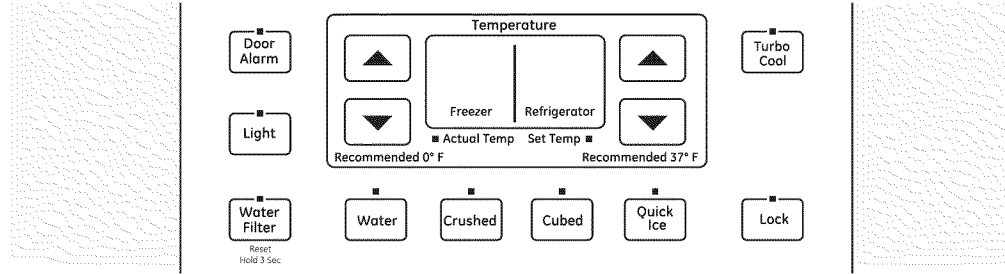 Temperature
Door
Alarm
Turbo
Cool
Freezer
Refrigerator
Light
Actual Temp
Set Temp
Recommended 0° F
Recommended 37° F
Water
Filter
Water
Crushed
Cubed
Quick
Ice
Lock
Reset
Hold 3 Sec